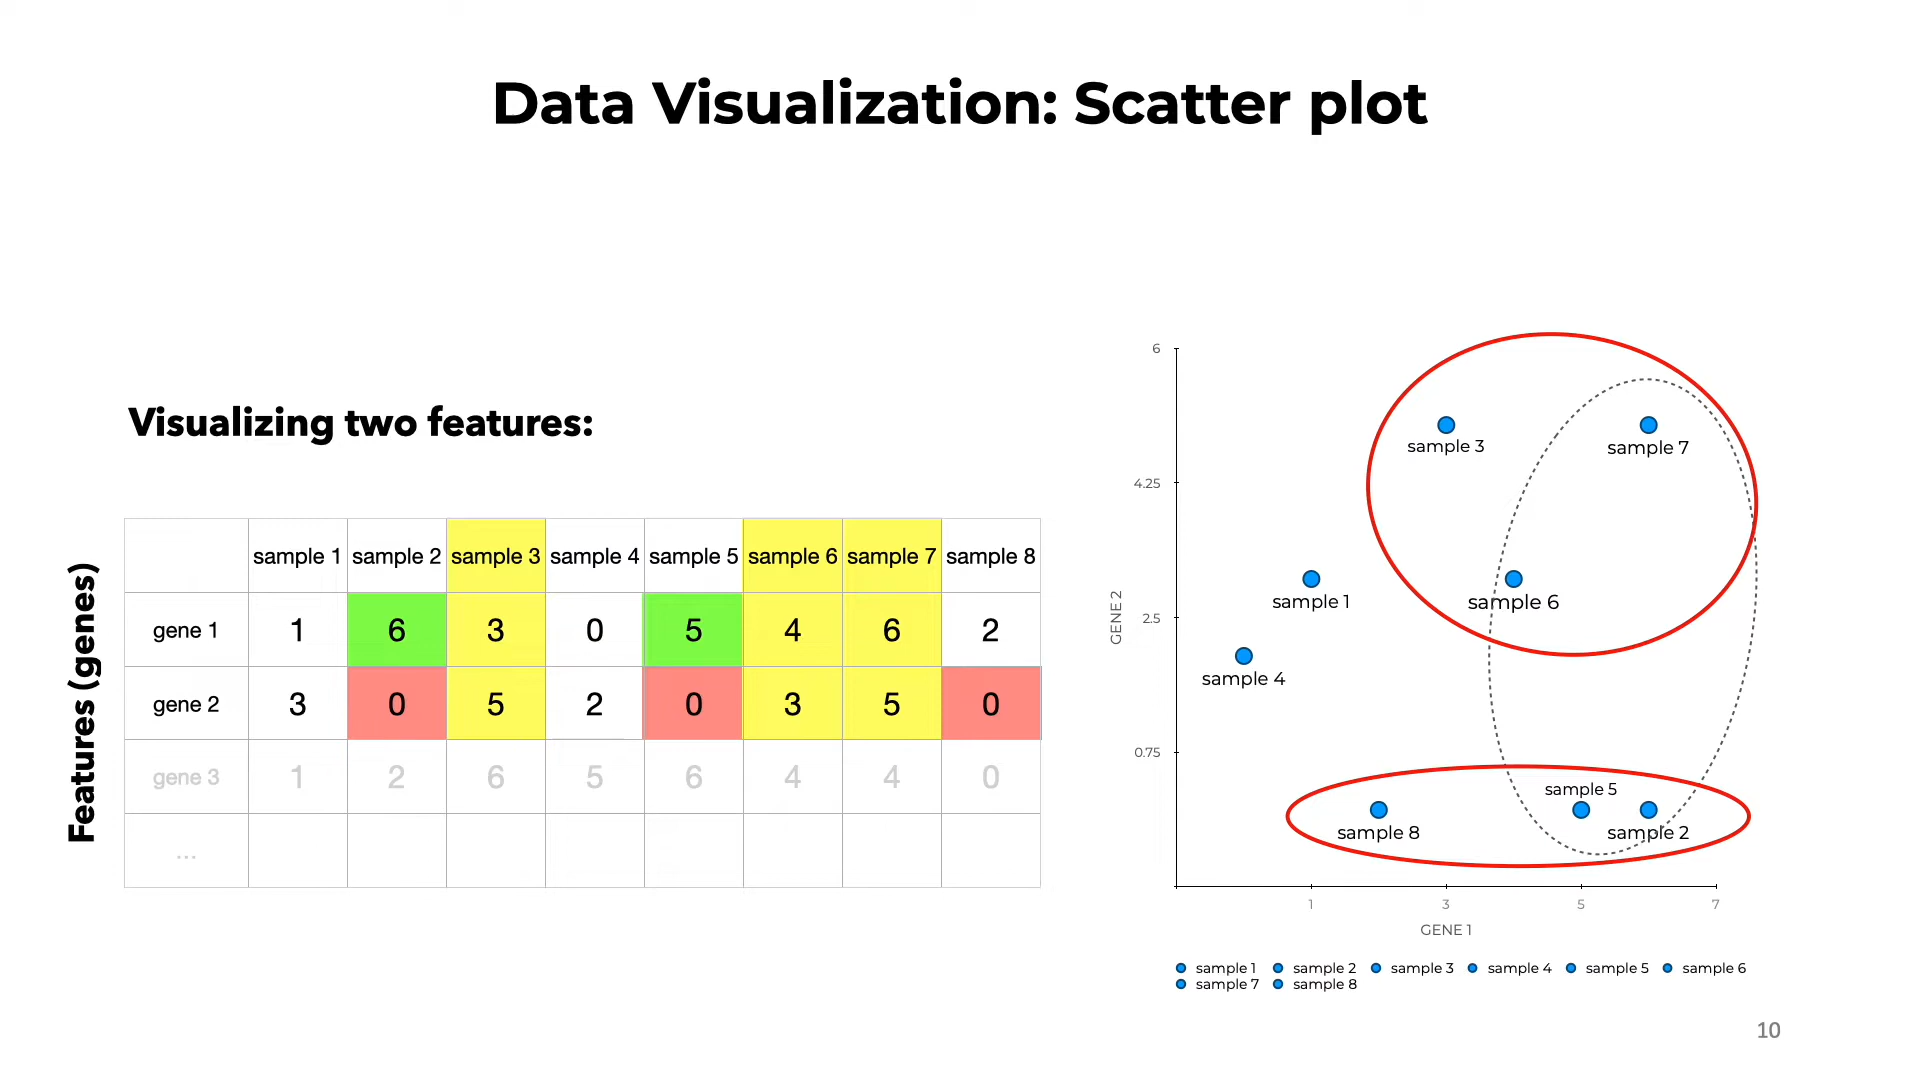 Data Visualization: Scatter plot
Visualizing two features:
Features (genes)
sample 1 sample 2 sample 3 sample 4 sample 5 sample 6 sample 7 sample 8
gene 1 1 6 3 0 5 4 6 2
gene 2 3 0 5 2 0 3 5 0
gene 3 1 2 6 5 6 4 4 0
...
6
4.25
2.5
0.75
GENE 2
sample 3
sample 7
sample 1
sample 6
sample 4
sample 5
sample 8
sample 2
1 3 5 7
GENE 1
sample 1 sample 2 sample 3 sample 4 sample 5 sample 6
sample 7 sample 8
10